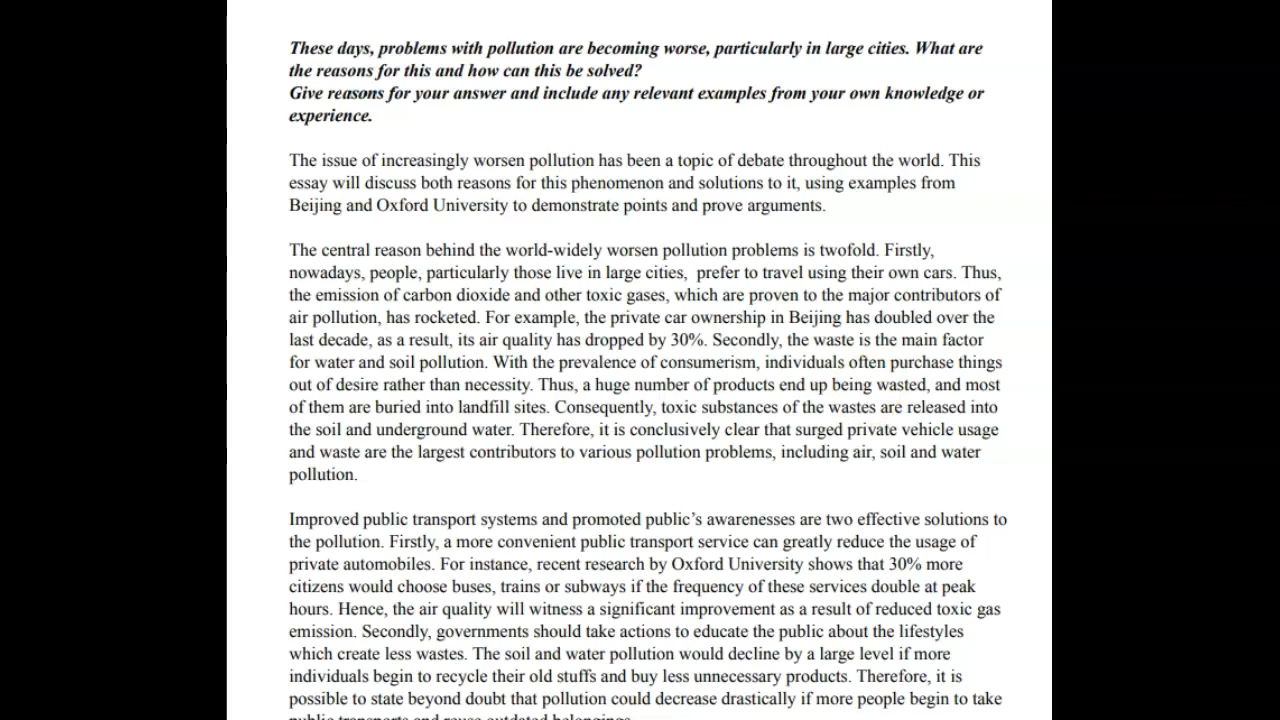 These days, problems with pollution are becoming worse, particularly in large cities. What are
the reasons for this and how can this be solved?
Give reasons for your answer and include any relevant examples from your own knowledge or
experience.
The issue of increasingly worsen pollution has been a topic of debate throughout the world. This
essay will discuss both reasons for this phenomenon and solutions to it, using examples from
Beijing and Oxford University to demonstrate points and prove arguments.
The central reason behind the world-widely worsen pollution problems is twofold. Firstly,
nowadays, people, particularly those live in large cities,  prefer to travel using their own cars. Thus,
the emission of carbon dioxide and other toxic gases, which are proven to the major contributors of
air pollution, has rocketed. For example, the private car ownership in Beijing has doubled over the
last decade, as a result, its air quality has dropped by 30%. Secondly, the waste is the main factor
for water and soil pollution. With the prevalence of consumerism, individuals often purchase things
out of desire rather than necessity. Thus, a huge number of products end up being wasted, and most
of them are buried into landfill sites. Consequently, toxic substances of the wastes are released into
the soil and underground water. Therefore, it is conclusively clear that surged private vehicle usage
and waste are the largest contributors to various pollution problems, including air, soil and water
pollution.
Improved public transport systems and promoted public’s awarenesses are two effective solutions to
the pollution. Firstly, a more convenient public transport service can greatly reduce the usage of
private automobiles. For instance, recent research by Oxford University shows that 30% more
citizens would choose buses, trains or subways if the frequency of these services double at peak
hours. Hence, the air quality will witness a significant improvement as a result of reduced toxic gas
emission. Secondly, governments should take actions to educate the public about the lifestyles
which create less wastes. The soil and water pollution would decline by a large level if more
individuals begin to recycle their old stuffs and buy less unnecessary products. Therefore, it is
possible to state beyond doubt that pollution could decrease drastically if more people begin to take
public transports and reuse outdated belongings.